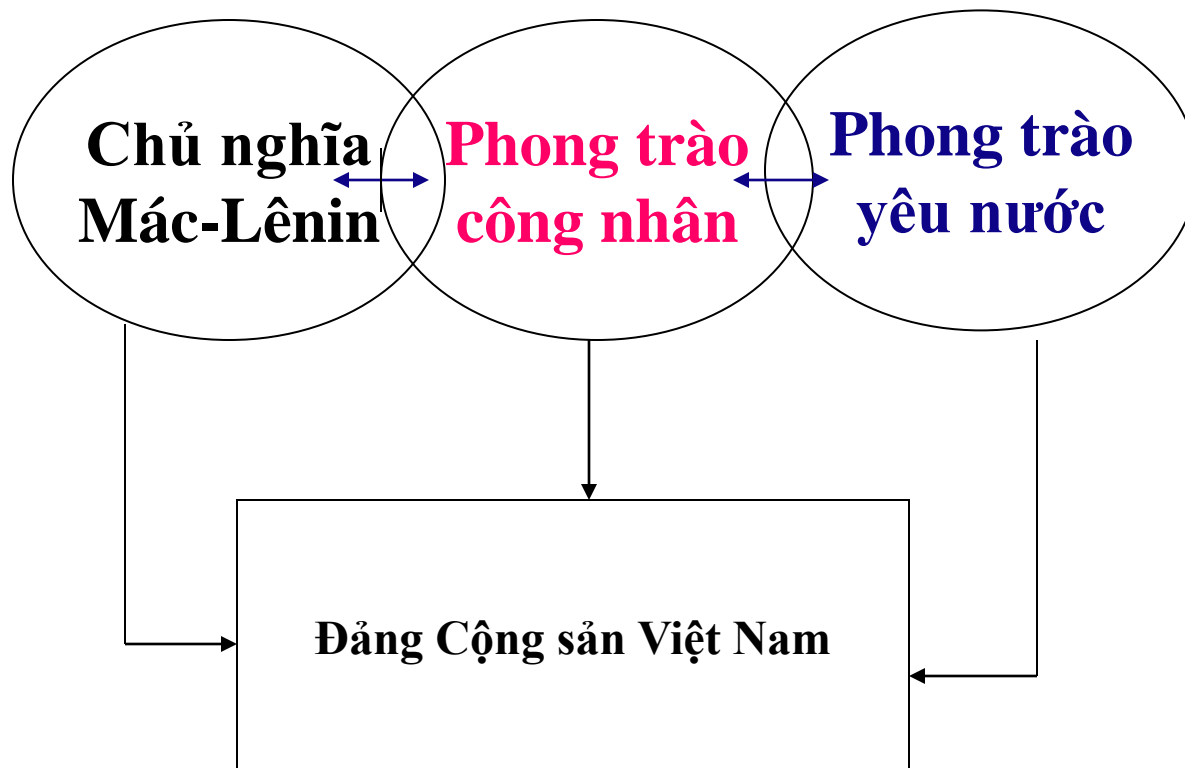 Chủ nghĩa
Mác-Lênin
Phong trào
công nhân
Phong trào
yêu nước
Đảng Cộng sản Việt Nam